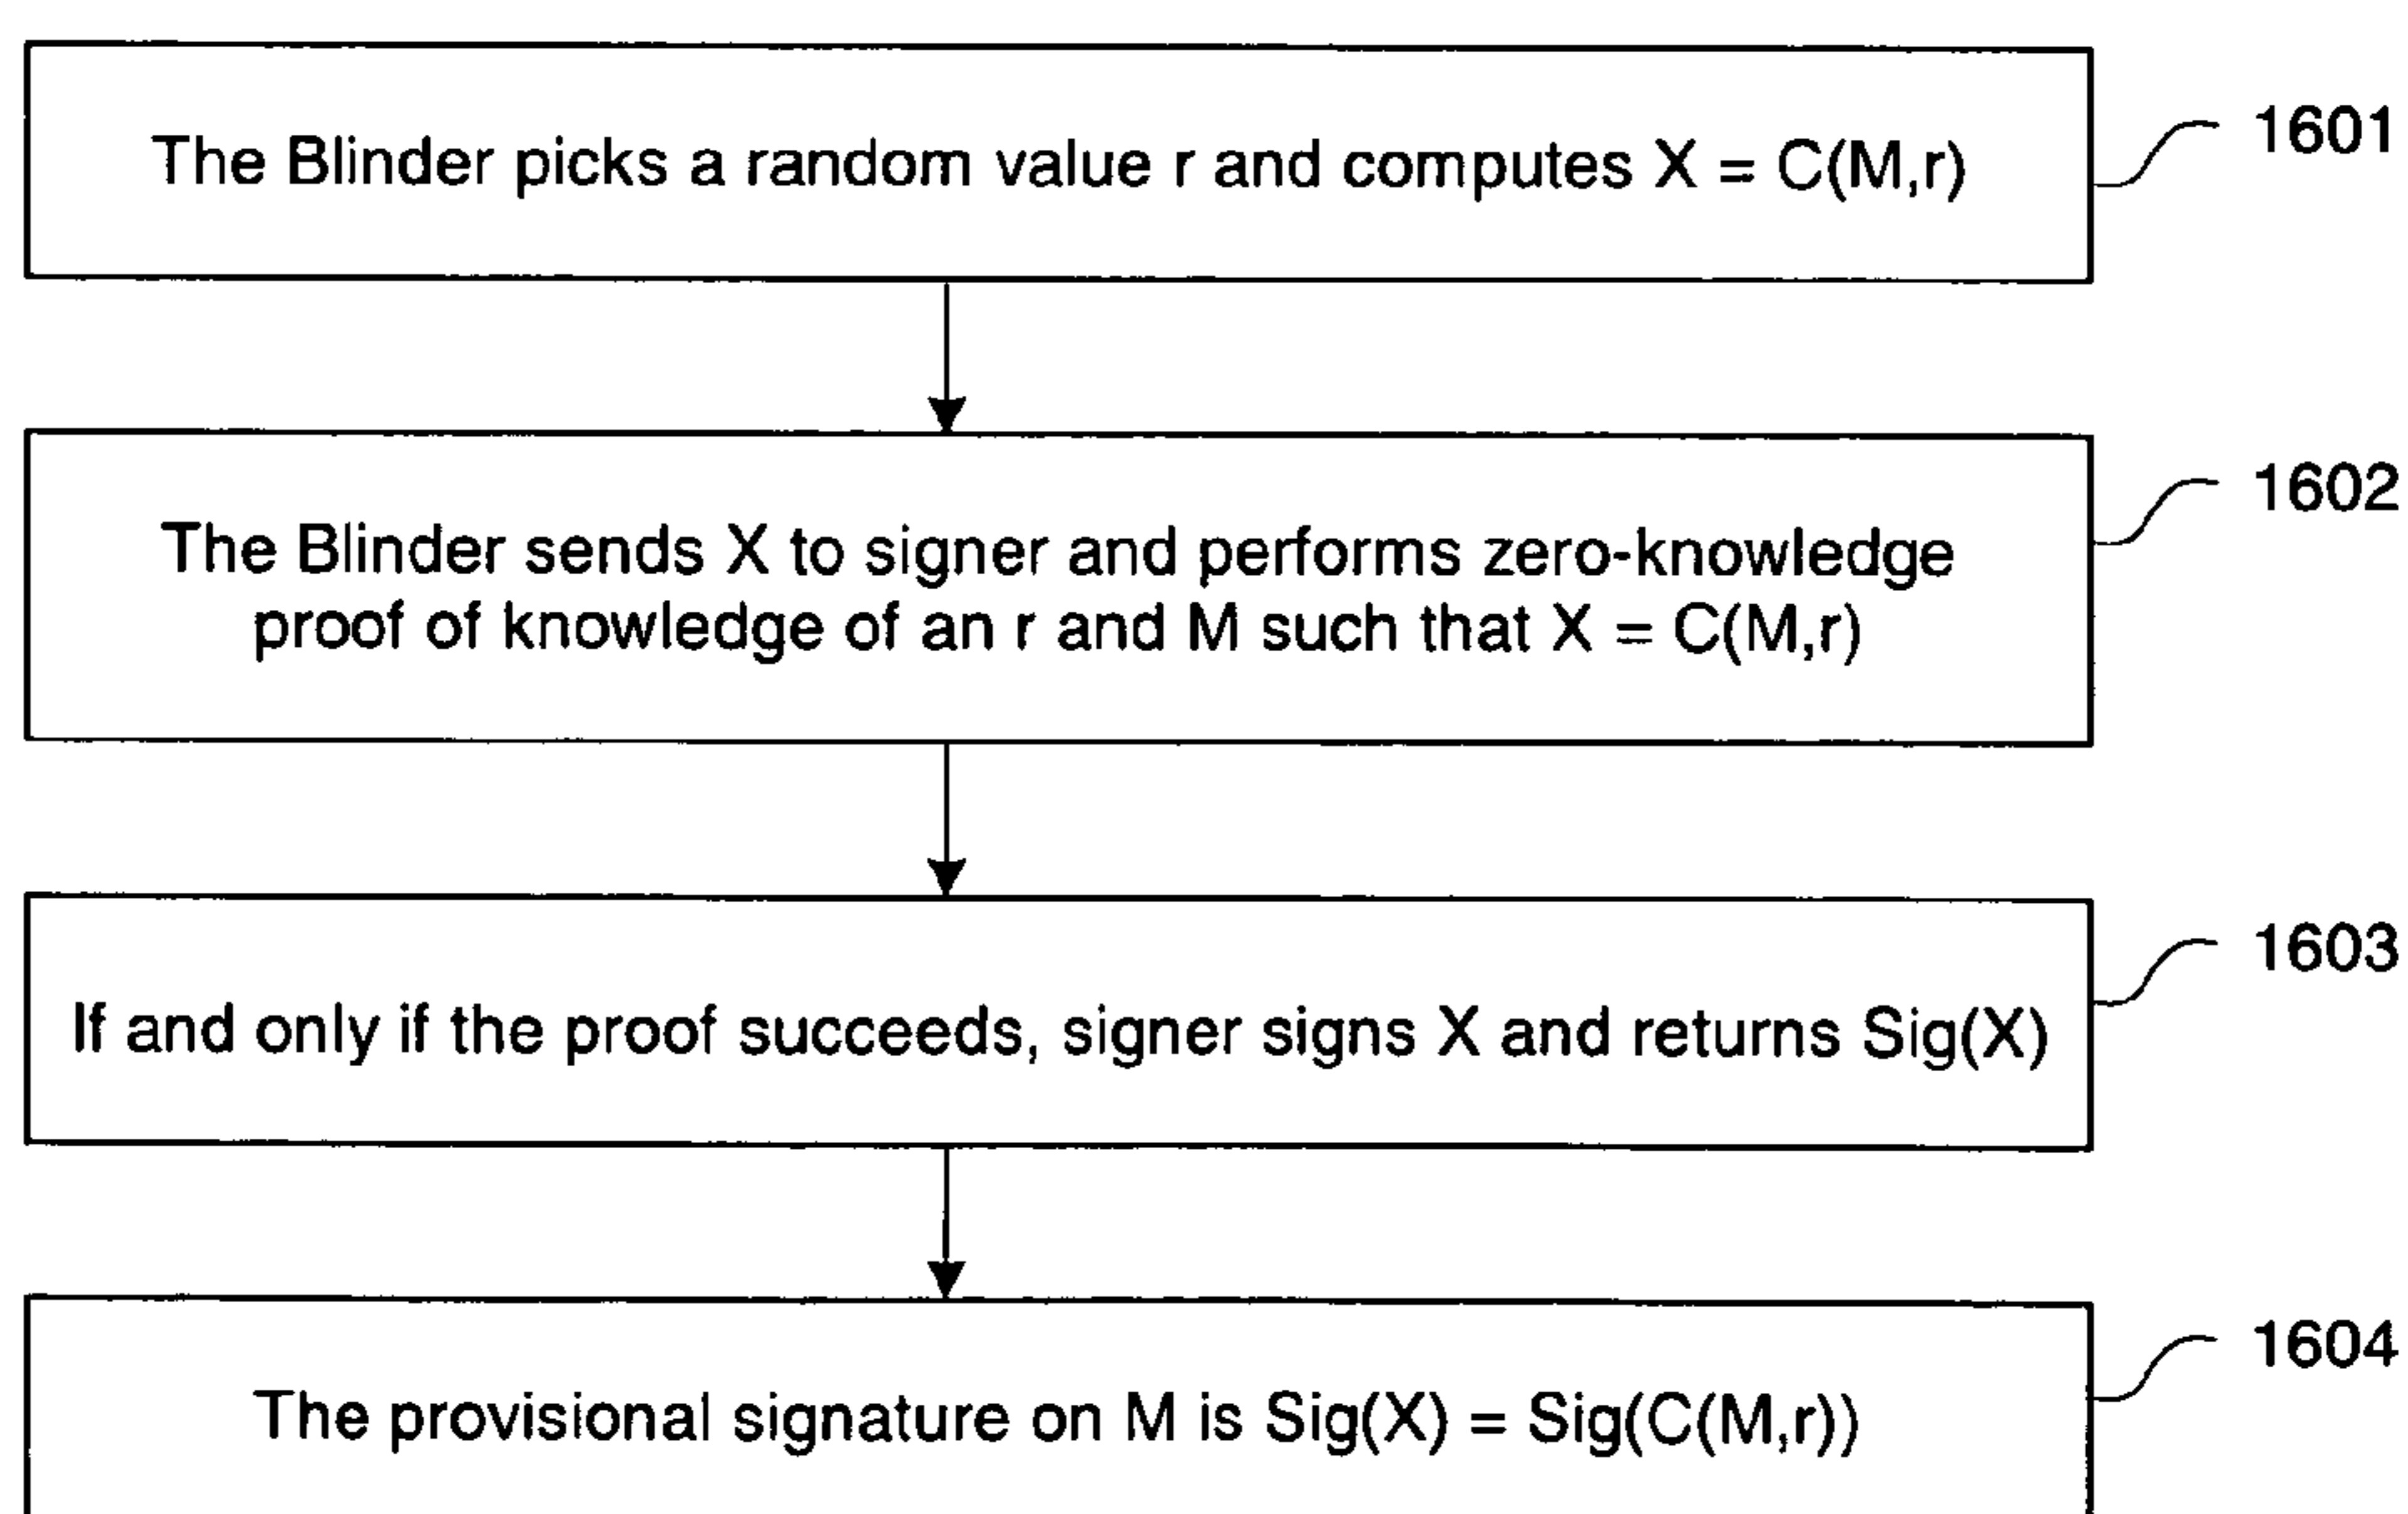 The Blinder picks a random value r and computes X = C(M,r)
1601
The Blinder sends X to signer and performs zero-knowledge
proof of knowledge of an r and M such that X = C(M,r)
1602
If and only if the proof succeeds, signer signs X and returns Sig(X)
1603
The provisional signature on M is Sig(X) = Sig(C(M,r))
1604